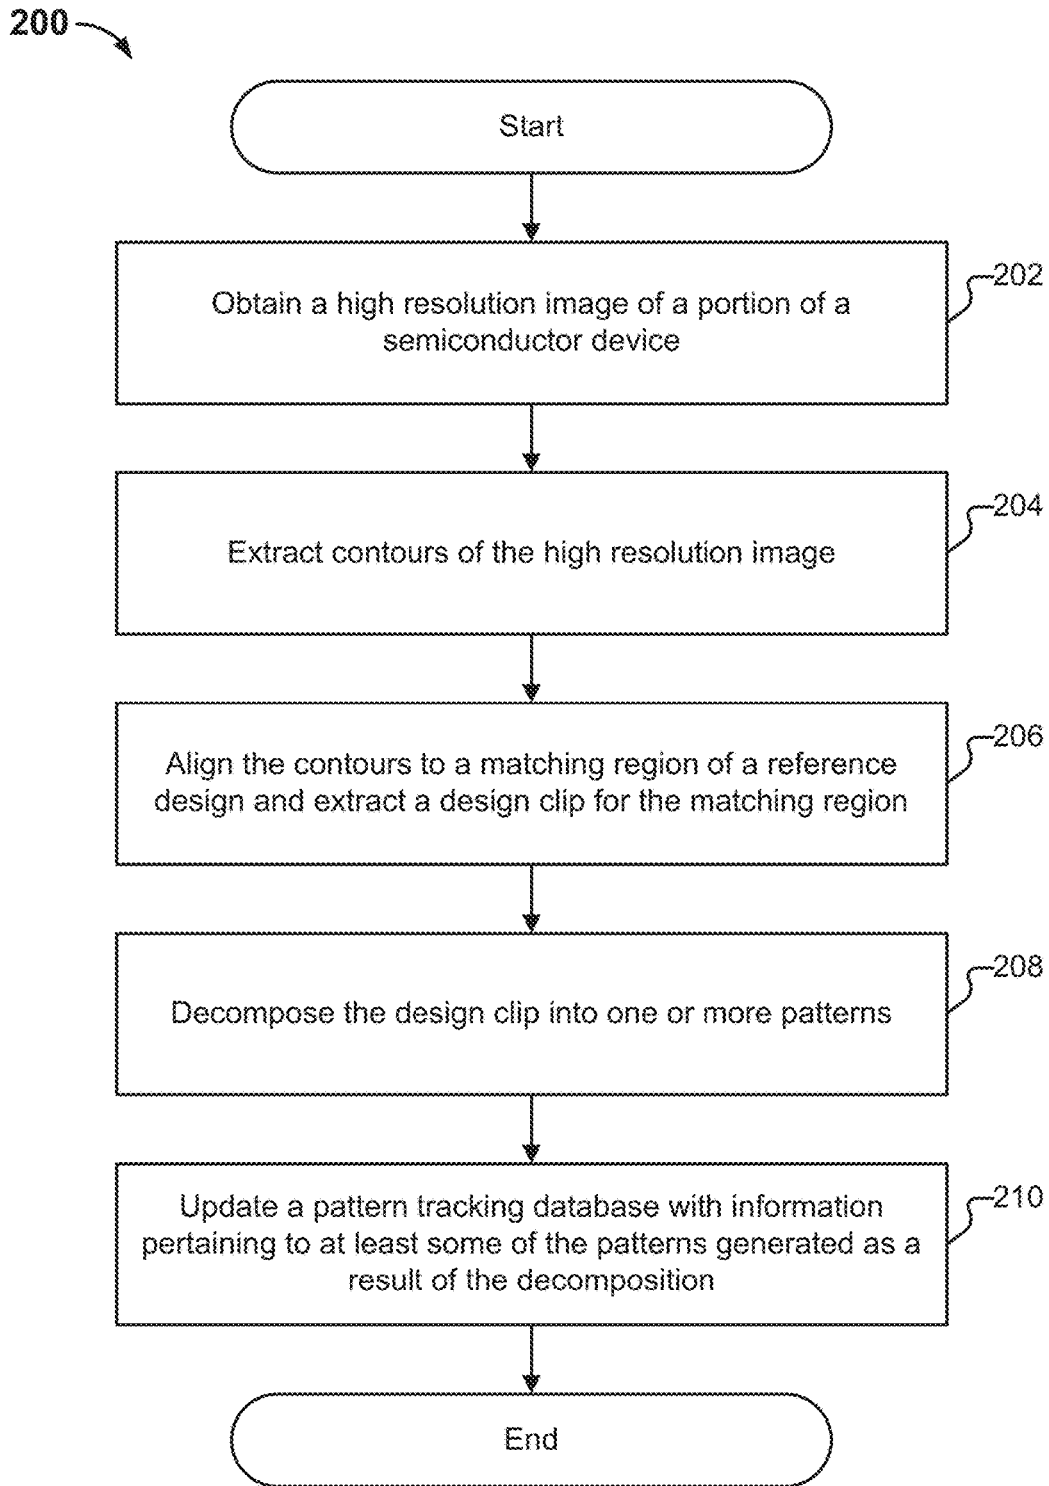 200
Start
Obtain a high resolution image of a portion of a
semiconductor device
202
Extract contours of the high resolution image
204
Align the contours to a matching region of a reference
design and extract a design clip for the matching region
206
Decompose the design clip into one or more patterns
208
Update a pattern tracking database with information
pertaining to at least some of the patterns generated as a
result of the decomposition
210
End